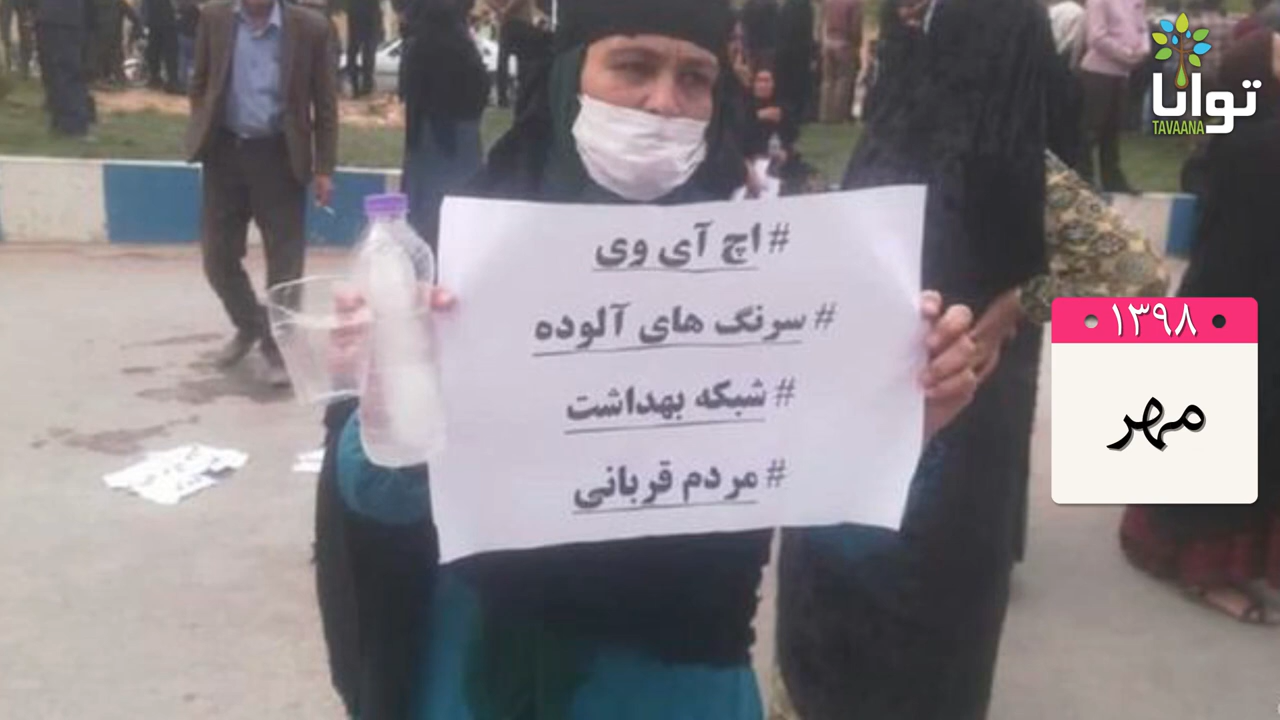 #اچ آی وی
#سرنگ های آلوده
#شبکه بهداشت
#مردم قربانی
توانا
TAVAANA
۱۳۹۸
مهر